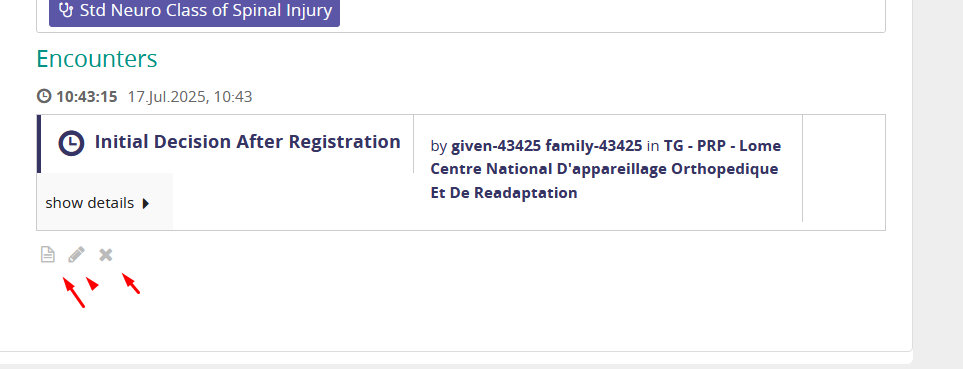 Std Neuro Class of Spinal Injury
Encounters
10:43:15 17.Jul.2025, 10:43
Initial Decision After Registration
by given-43425 family-43425 in TG - PRP - Lome
Centre National D'appareillage Orthopedique
Et De Readaptation
show details